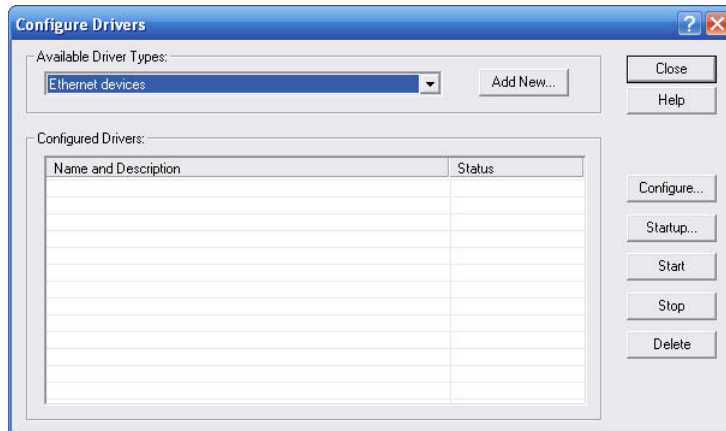 Configure Drivers
Available Driver Types:
Ethernet devices
Add New...
Close
Help
Configured Drivers:
Name and Description
Status
Configure...
Startup...
Start
Stop
Delete